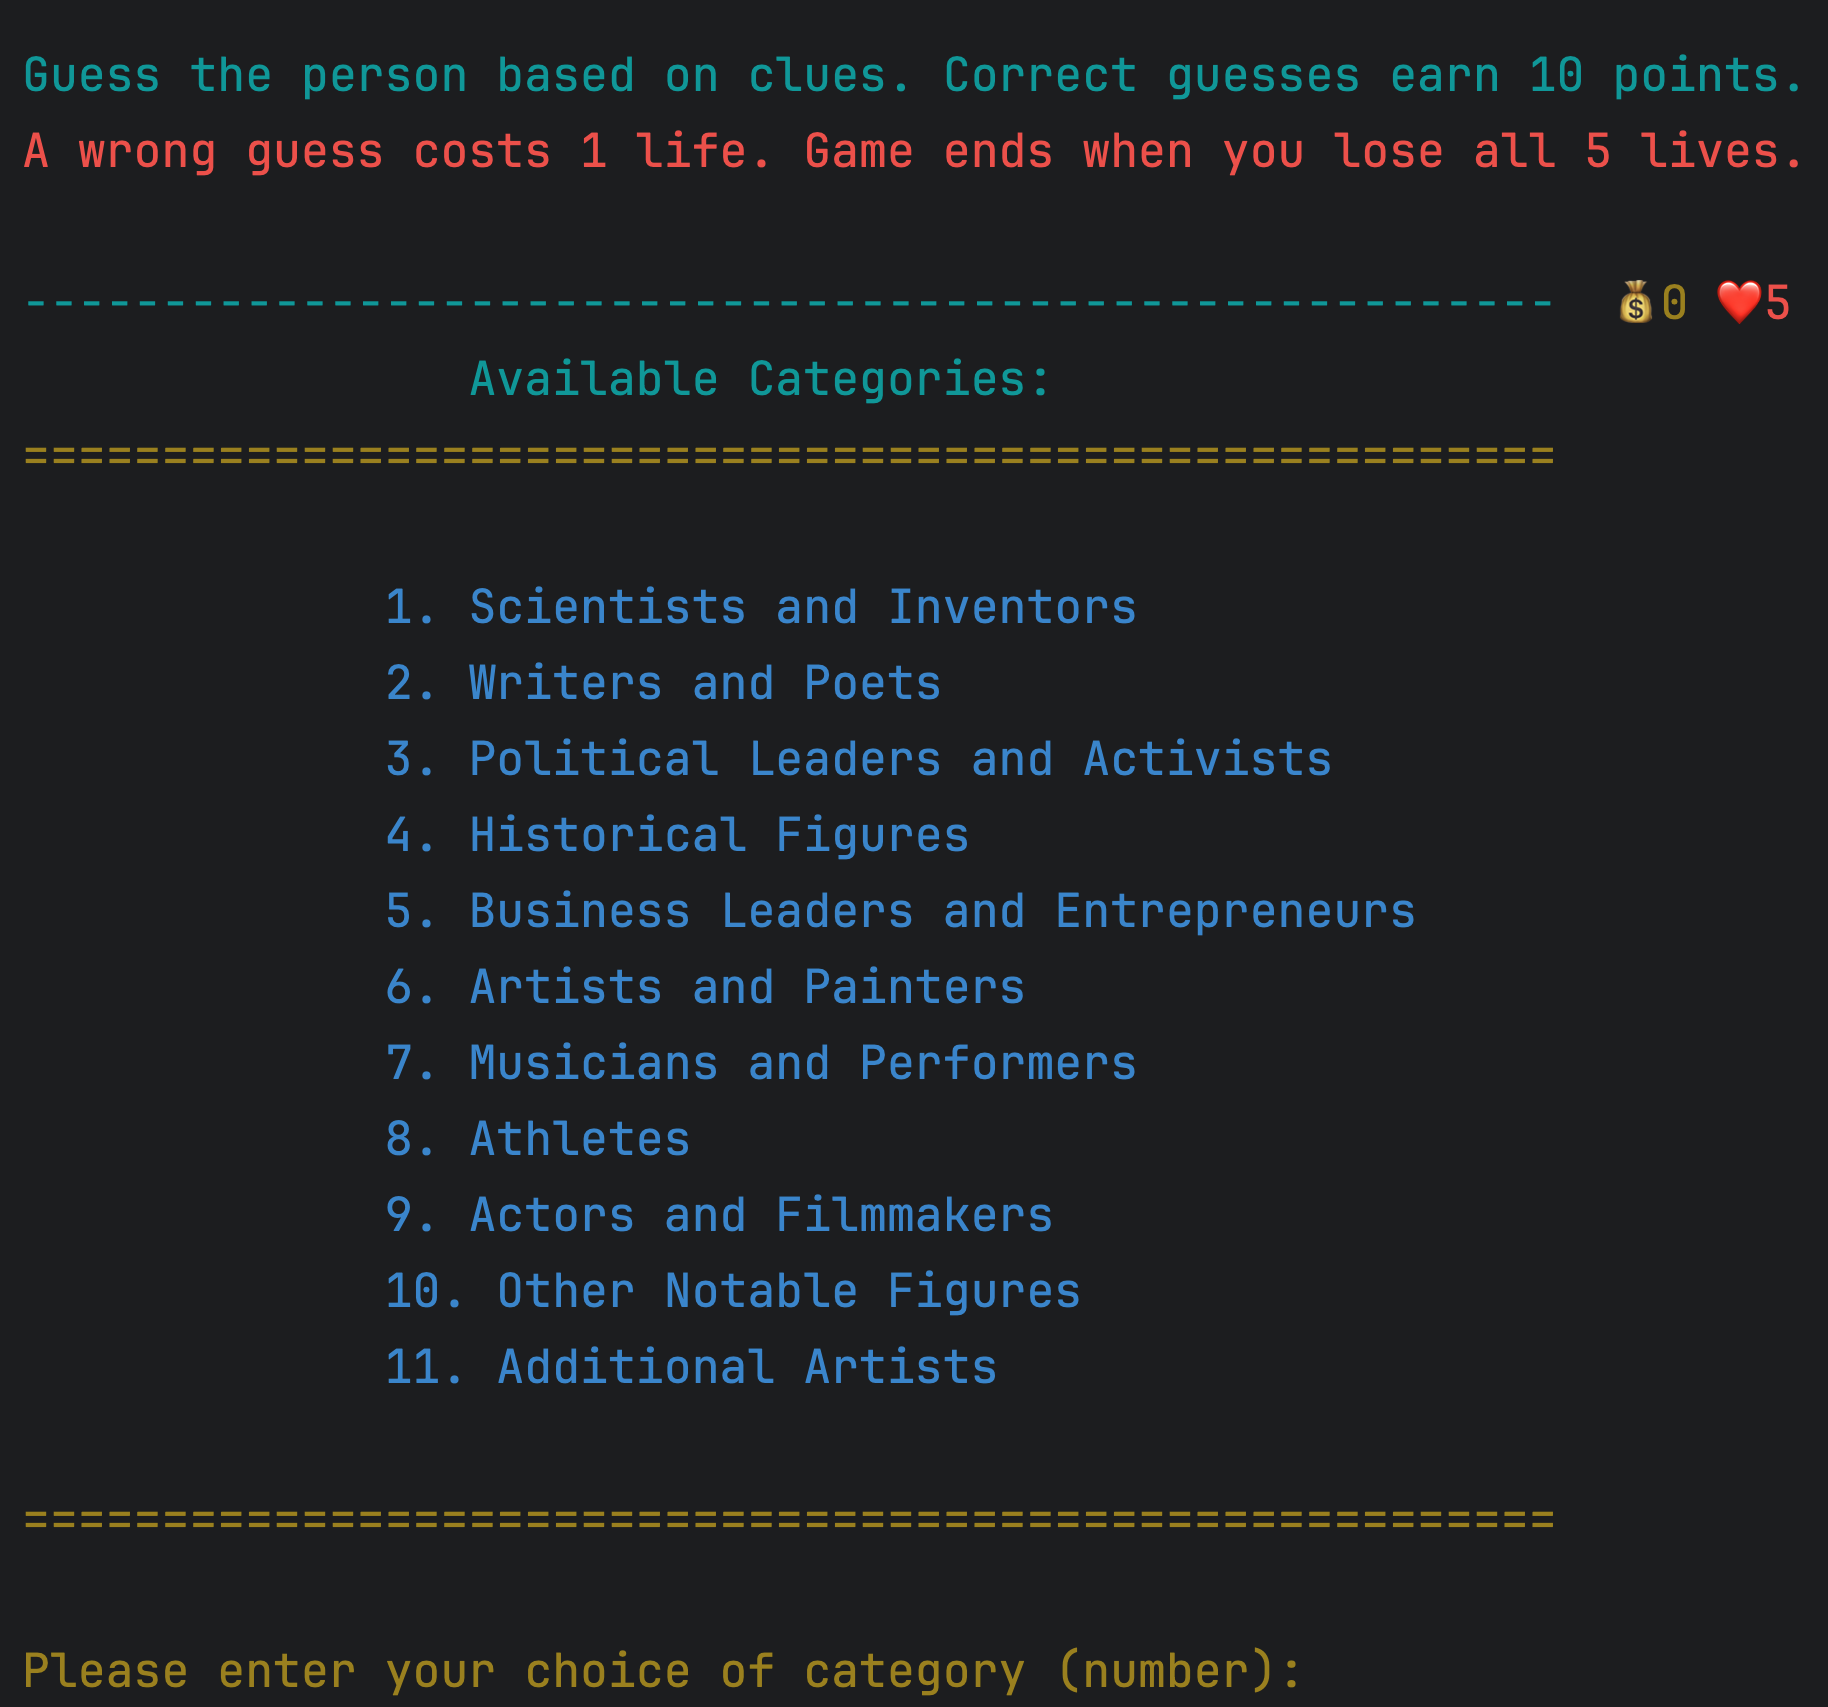 Guess the person based on clues. Correct guesses earn 10 points.
A wrong guess costs 1 life. Game ends when you lose all 5 lives.
------------------------------------------------------- 💰0 ❤️5
Available Categories:
=======================================================
1. Scientists and Inventors
2. Writers and Poets
3. Political Leaders and Activists
4. Historical Figures
5. Business Leaders and Entrepreneurs
6. Artists and Painters
7. Musicians and Performers
8. Athletes
9. Actors and Filmmakers
10. Other Notable Figures
11. Additional Artists
=======================================================
Please enter your choice of category (number):